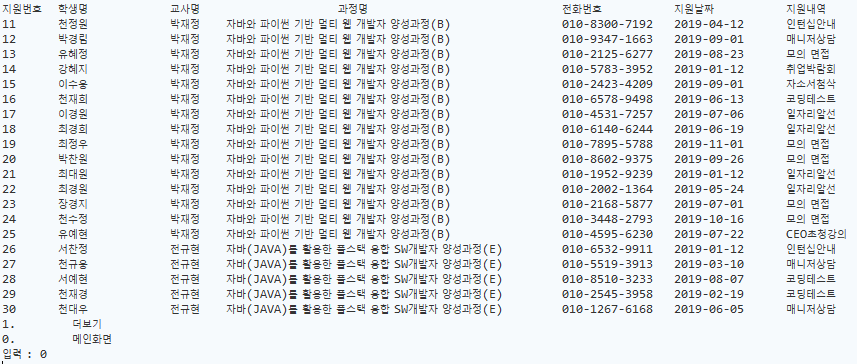 지원번호 학생명 교사명 과정명 전화번호 지원날짜 지원내역
11 천정원 박재정 자바와 파이썬 기반 멀티 웹 개발자 양성과정(B) 010-8300-7192 2019-04-12 인턴십안내
12 박경림 박재정 자바와 파이썬 기반 멀티 웹 개발자 양성과정(B) 010-9347-1663 2019-09-01 매니저상담
13 유혜정 박재정 자바와 파이썬 기반 멀티 웹 개발자 양성과정(B) 010-2125-6277 2019-08-23 모의 면접
14 강혜지 박재정 자바와 파이썬 기반 멀티 웹 개발자 양성과정(B) 010-5783-3952 2019-01-12 취업박람회
15 이수웅 박재정 자바와 파이썬 기반 멀티 웹 개발자 양성과정(B) 010-2423-4209 2019-09-01 자소서첨삭
16 천재희 박재정 자바와 파이썬 기반 멀티 웹 개발자 양성과정(B) 010-6578-9498 2019-06-13 코딩테스트
17 이경원 박재정 자바와 파이썬 기반 멀티 웹 개발자 양성과정(B) 010-4531-7257 2019-07-06 일자리알선
18 최경희 박재정 자바와 파이썬 기반 멀티 웹 개발자 양성과정(B) 010-6140-6244 2019-06-19 일자리알선
19 최정우 박재정 자바와 파이썬 기반 멀티 웹 개발자 양성과정(B) 010-7895-5788 2019-11-01 모의 면접
20 박찬원 박재정 자바와 파이썬 기반 멀티 웹 개발자 양성과정(B) 010-8602-9375 2019-09-26 모의 면접
21 최대원 박재정 자바와 파이썬 기반 멀티 웹 개발자 양성과정(B) 010-1952-9239 2019-01-12 일자리알선
22 최경원 박재정 자바와 파이썬 기반 멀티 웹 개발자 양성과정(B) 010-2002-1364 2019-05-24 일자리알선
23 장경지 박재정 자바와 파이썬 기반 멀티 웹 개발자 양성과정(B) 010-2168-5877 2019-07-01 모의 면접
24 천수정 박재정 자바와 파이썬 기반 멀티 웹 개발자 양성과정(B) 010-3448-2793 2019-10-16 모의 면접
25 유예현 박재정 자바와 파이썬 기반 멀티 웹 개발자 양성과정(B) 010-4595-6230 2019-07-22 CEO초청강의
26 서찬정 전규현 자바(JAVA)를 활용한 풀스택 융합 SW개발자 양성과정(E) 010-6532-9911 2019-01-12 인턴십안내
27 천규웅 전규현 자바(JAVA)를 활용한 풀스택 융합 SW개발자 양성과정(E) 010-5519-3913 2019-03-10 매니저상담
28 서예현 전규현 자바(JAVA)를 활용한 풀스택 융합 SW개발자 양성과정(E) 010-8510-3233 2019-08-07 코딩테스트
29 천재경 전규현 자바(JAVA)를 활용한 풀스택 융합 SW개발자 양성과정(E) 010-2545-3958 2019-02-19 코딩테스트
30 천대우 전규현 자바(JAVA)를 활용한 풀스택 융합 SW개발자 양성과정(E) 010-1267-6168 2019-06-05 매니저상담
1. 더보기
0. 메인화면
입력 : 0